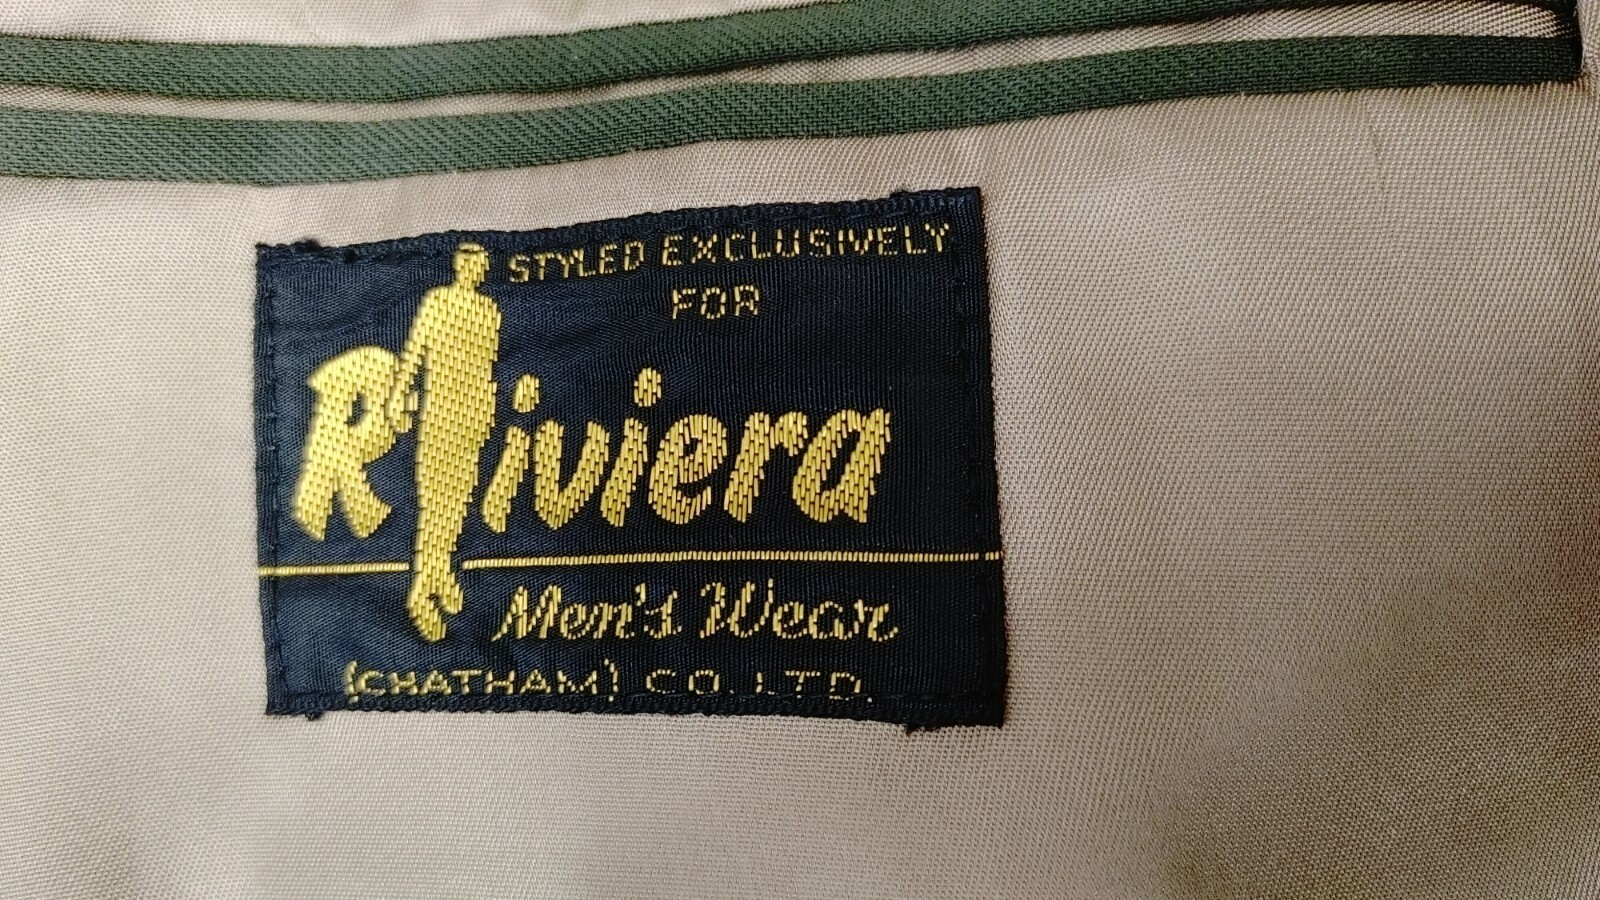 STYLED EXCLUSIVELY
FOR
Riviera
Men's Wear
(CHATHAM) CO. LTD.